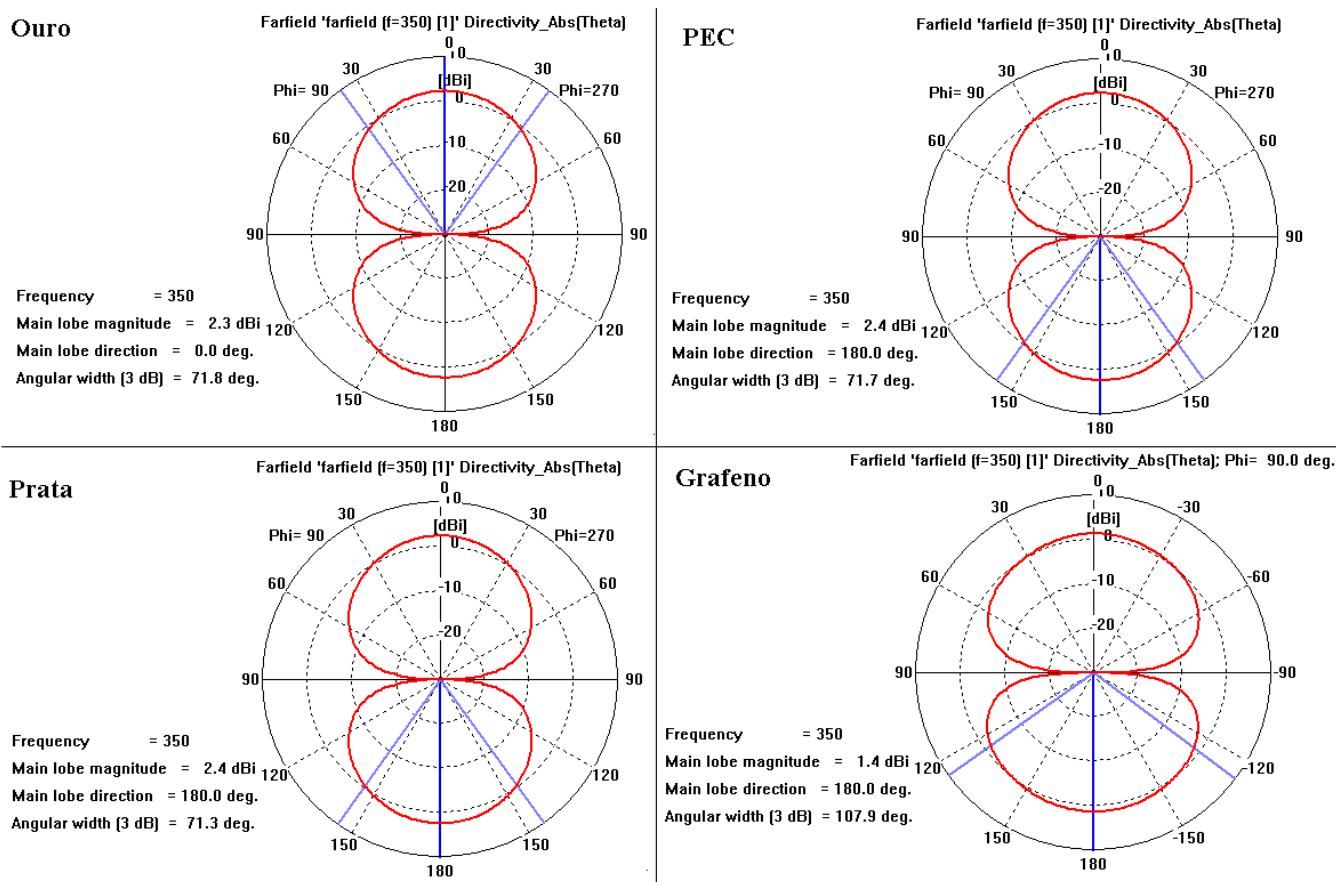 Ouro
Farfield 'farfield (f=350) [1]' Directivity_Abs(Theta)
0
10
30
30
[dBi]
Phi= 90
Phi=270
0
60
60
-10
-20
90
90
Frequency = 350
Main lobe magnitude = 2.3 dBi
Main lobe direction = 0.0 deg.
Angular width (3 dB) = 71.8 deg.
120
120
150
150
180
PEC
Farfield 'farfield (f=350) [1]' Directivity_Abs(Theta)
0
10
30
30
[dBi]
Phi= 90
Phi=270
0
60
60
-10
-20
90
90
Frequency = 350
Main lobe magnitude = 2.4 dBi
Main lobe direction = 180.0 deg.
Angular width (3 dB) = 71.7 deg.
120
120
150
150
180
Prata
Farfield 'farfield (f=350) [1]' Directivity_Abs(Theta)
0
10
30
30
[dBi]
Phi= 90
Phi=270
0
60
60
-10
-20
90
90
Frequency = 350
Main lobe magnitude = 2.4 dBi
Main lobe direction = 180.0 deg.
Angular width (3 dB) = 71.3 deg.
120
120
150
150
180
Grafeno
Farfield 'farfield (f=350) [1]' Directivity_Abs(Theta); Phi= 90.0 deg.
0
10
30
-30
[dBi]
60
-60
-10
-20
90
-90
Frequency = 350
Main lobe magnitude = 1.4 dBi
Main lobe direction = 180.0 deg.
Angular width (3 dB) = 107.9 deg.
120
-120
150
-150
180